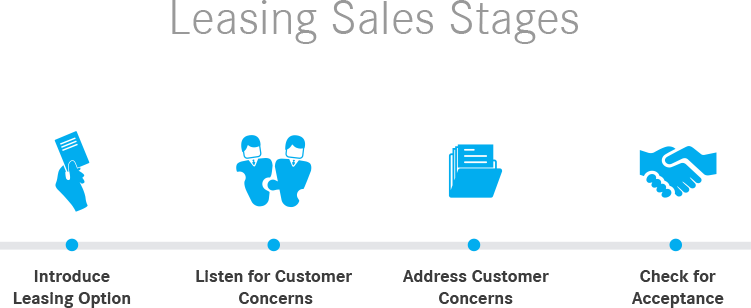 Leasing Sales Stages
Introduce
Leasing Option
Listen for Customer
Concerns
Address Customer
Concerns
Check for
Acceptance